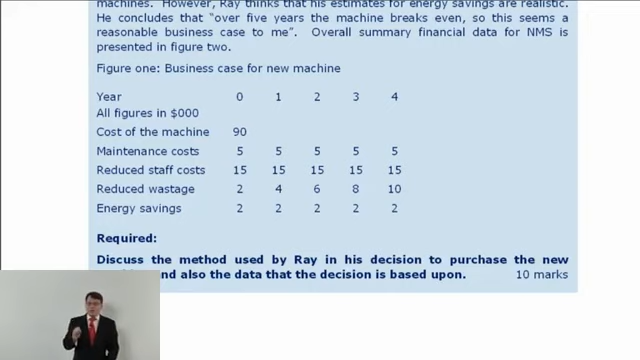 machines. However, Ray thinks that his estimates for energy savings are realistic.
He concludes that "over five years the machine breaks even, so this seems a
reasonable business case to me". Overall summary financial data for NMS is
presented in figure two.
Figure one: Business case for new machine
Year 0 1 2 3 4
All figures in $000
Cost of the machine 90
Maintenance costs 5 5 5 5 5
Reduced staff costs 15 15 15 15 15
Reduced wastage 2 4 6 8 10
Energy savings 2 2 2 2 2
Required:
Discuss the method used by Ray in his decision to purchase the new
and also the data that the decision is based upon. 10 marks